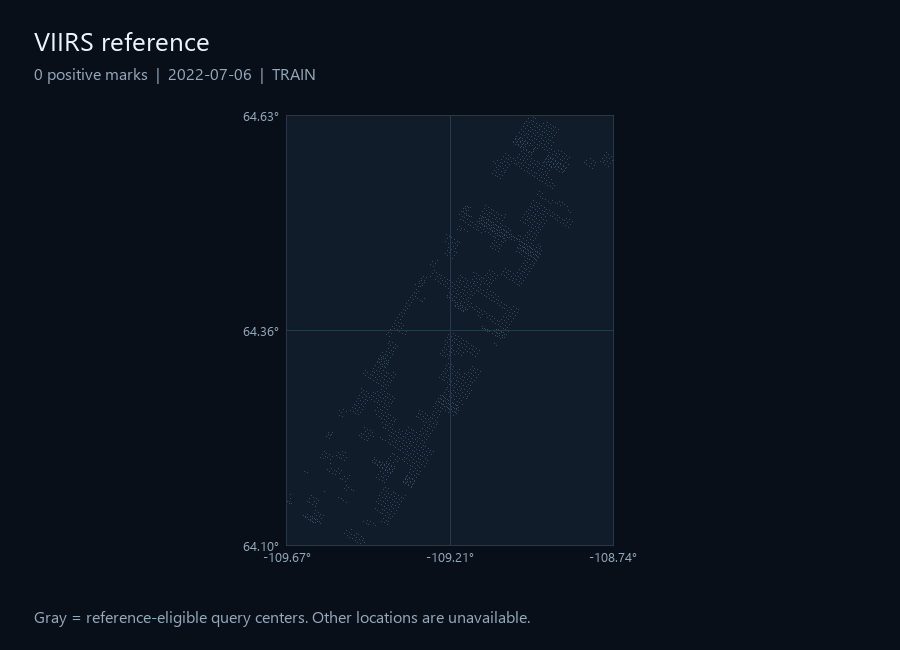 VIIRS reference
0 positive marks | 2022-07-06 | TRAIN
64.63°
64.36°
64.10°
-109.67° -109.21° -108.74°
Gray = reference-eligible query centers. Other locations are unavailable.